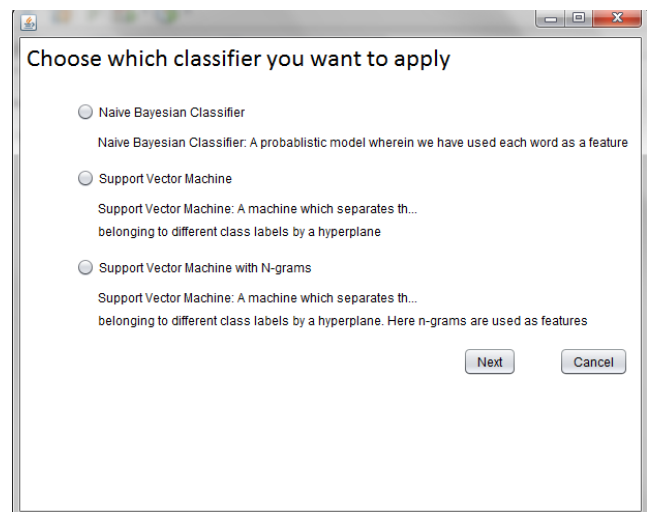 Choose which classifier you want to apply
Naive Bayesian Classifier
Naive Bayesian Classifier: A probablistic model wherein we have used each word as a feature
Support Vector Machine
Support Vector Machine: A machine which separates th...
belonging to different class labels by a hyperplane
Support Vector Machine with N-grams
Support Vector Machine: A machine which separates th...
belonging to different class labels by a hyperplane. Here n-grams are used as features
Next Cancel